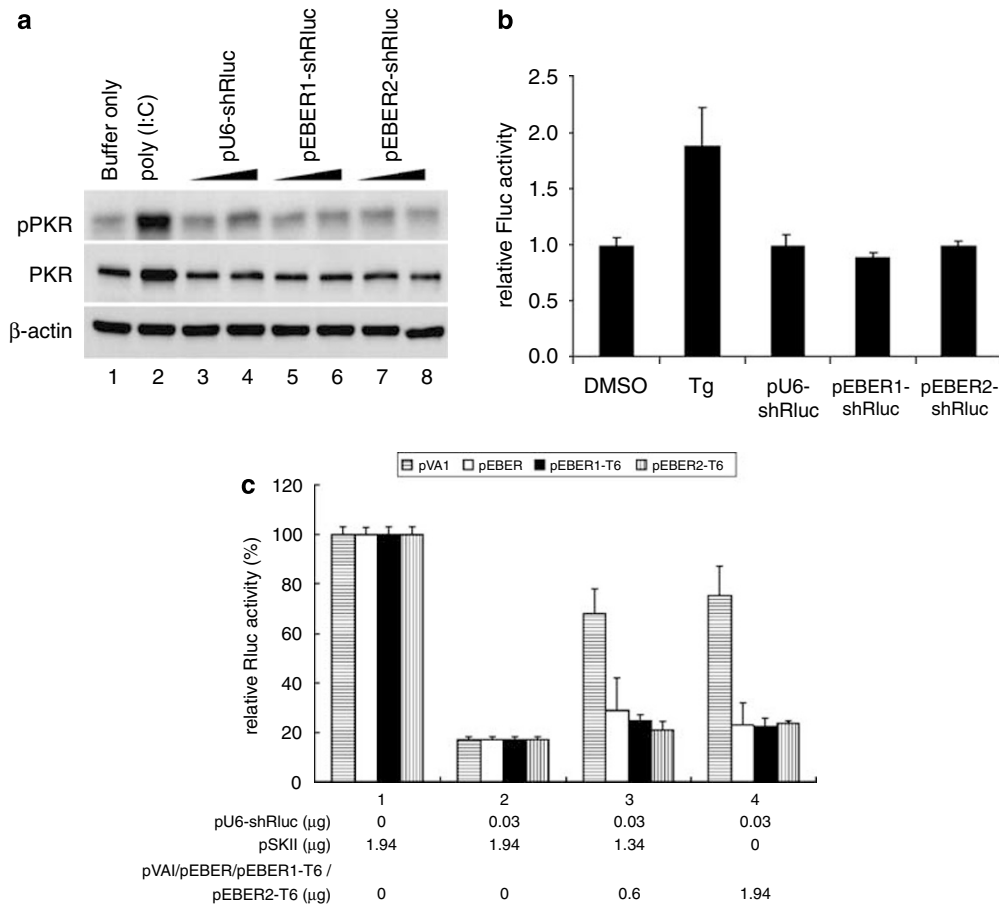 a
Buffer only
poly (I:C)
pU6-shRluc
pEBER1-shRluc
pEBER2-shRluc
pPKR
PKR
β-actin
1 2 3 4 5 6 7 8
b
relative Fluc activity
2.5
2.0
1.5
1.0
0.5
0.0
DMSO
Tg
pU6-
shRluc
pEBER1-
shRluc
pEBER2-
shRluc
c
pVA1 pEBER pEBER1-T6 pEBER2-T6
relative Rluc activity (%)
120
100
80
60
40
20
0
1 2 3 4
pU6-shRluc (μg) 0 0.03 0.03 0.03
pSKII (μg) 1.94 1.94 1.34 0
pVAI/pEBER/pEBER1-T6 /
pEBER2-T6 (μg) 0 0 0.6 1.94